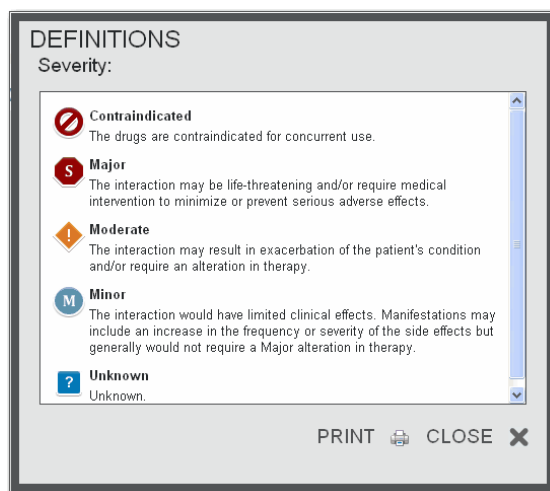 DEFINITIONS
Severity:
Contraindicated
The drugs are contraindicated for concurrent use.
S
Major
The interaction may be life-threatening and/or require medical
intervention to minimize or prevent serious adverse effects.
!
Moderate
The interaction may result in exacerbation of the patient's condition
and/or require an alteration in therapy.
M
Minor
The interaction would have limited clinical effects. Manifestations may
include an increase in the frequency or severity of the side effects but
generally would not require a Major alteration in therapy.
?
Unknown
Unknown.
PRINT CLOSE